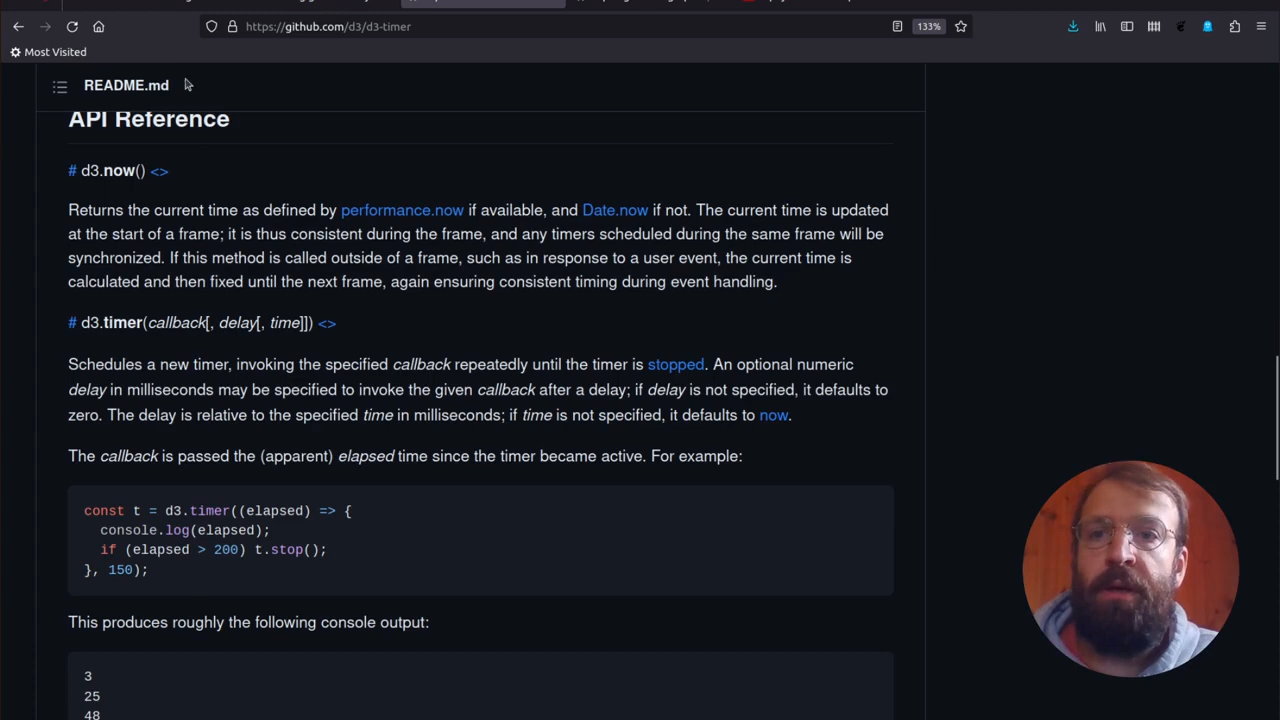 https://github.com/d3/d3-timer
133%
Most Visited
README.md
API Reference
# d3.now() <>
Returns the current time as defined by performance.now if available, and Date.now if not. The current time is updated
at the start of a frame; it is thus consistent during the frame, and any timers scheduled during the same frame will be
synchronized. If this method is called outside of a frame, such as in response to a user event, the current time is
calculated and then fixed until the next frame, again ensuring consistent timing during event handling.
# d3.timer(callback[, delay[, time]]) <>
Schedules a new timer, invoking the specified callback repeatedly until the timer is stopped. An optional numeric
delay in milliseconds may be specified to invoke the given callback after a delay; if delay is not specified, it defaults to
zero. The delay is relative to the specified time in milliseconds; if time is not specified, it defaults to now.
The callback is passed the (apparent) elapsed time since the timer became active. For example:
const t = d3.timer((elapsed) => {
console.log(elapsed);
if (elapsed > 200) t.stop();
}, 150);
This produces roughly the following console output:
3
25
48